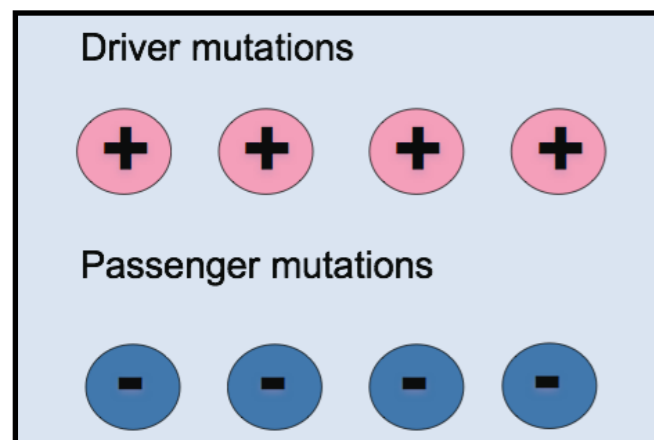 Driver mutations
+ + + +
Passenger mutations
- - - -